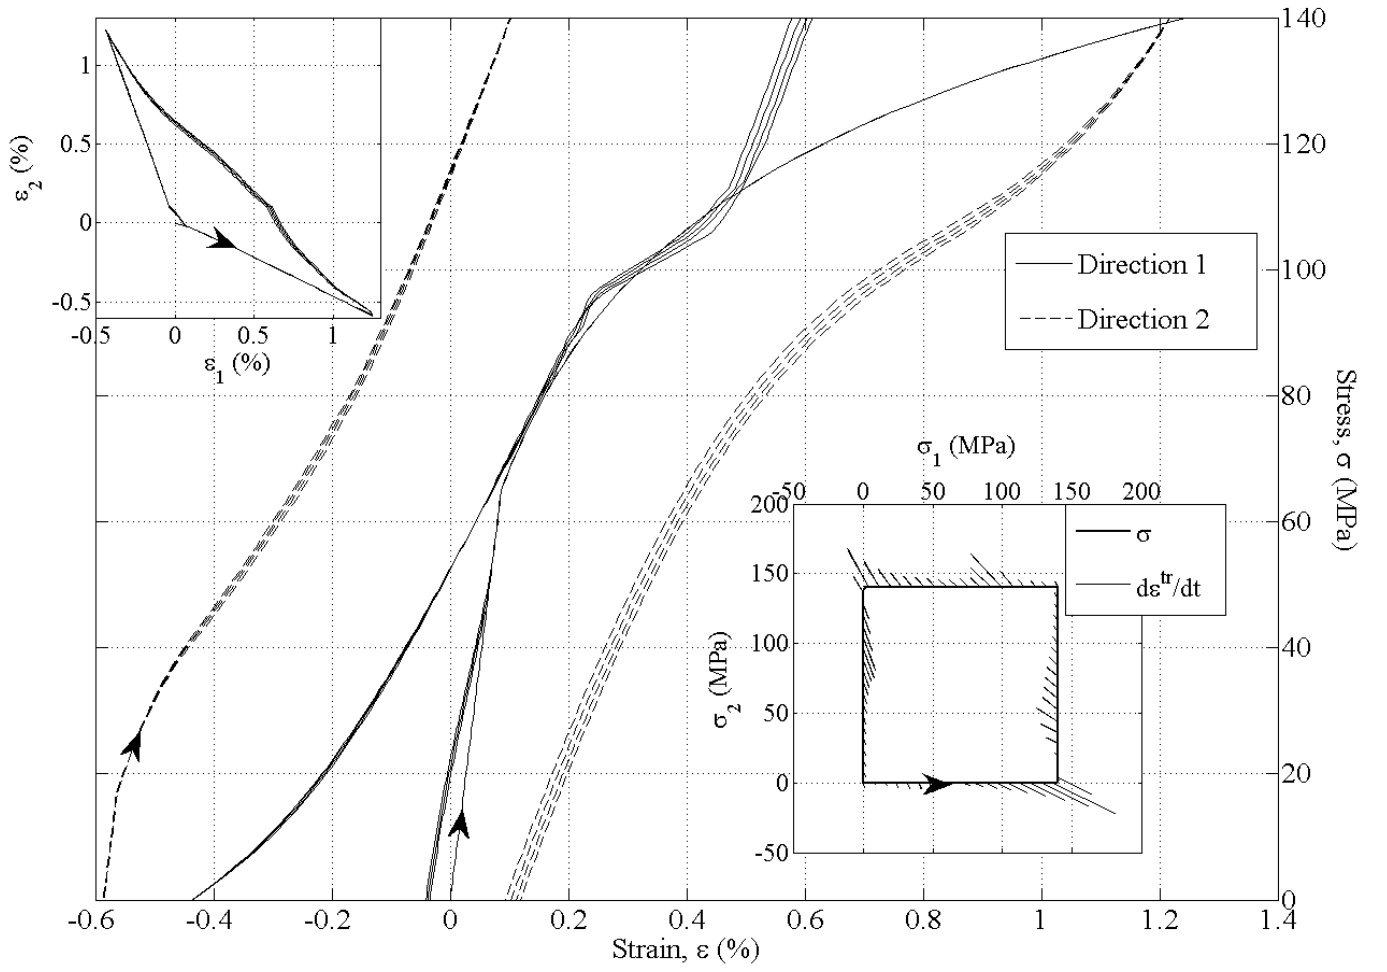 1
0.5
0
-0.5
-0.5 0 0.5 1
ε2 (%)
ε1 (%)
140
120
100
80
60
40
20
0
Stress, σ (MPa)
Direction 1
Direction 2
σ1 (MPa)
-50 0 50 100 150 200
200
150
100
50
0
-50
σ2 (MPa)
σ
dεtr/dt
-0.6 -0.4 -0.2 0 0.2 0.4 0.6 0.8 1 1.2 1.4
Strain, ε (%)